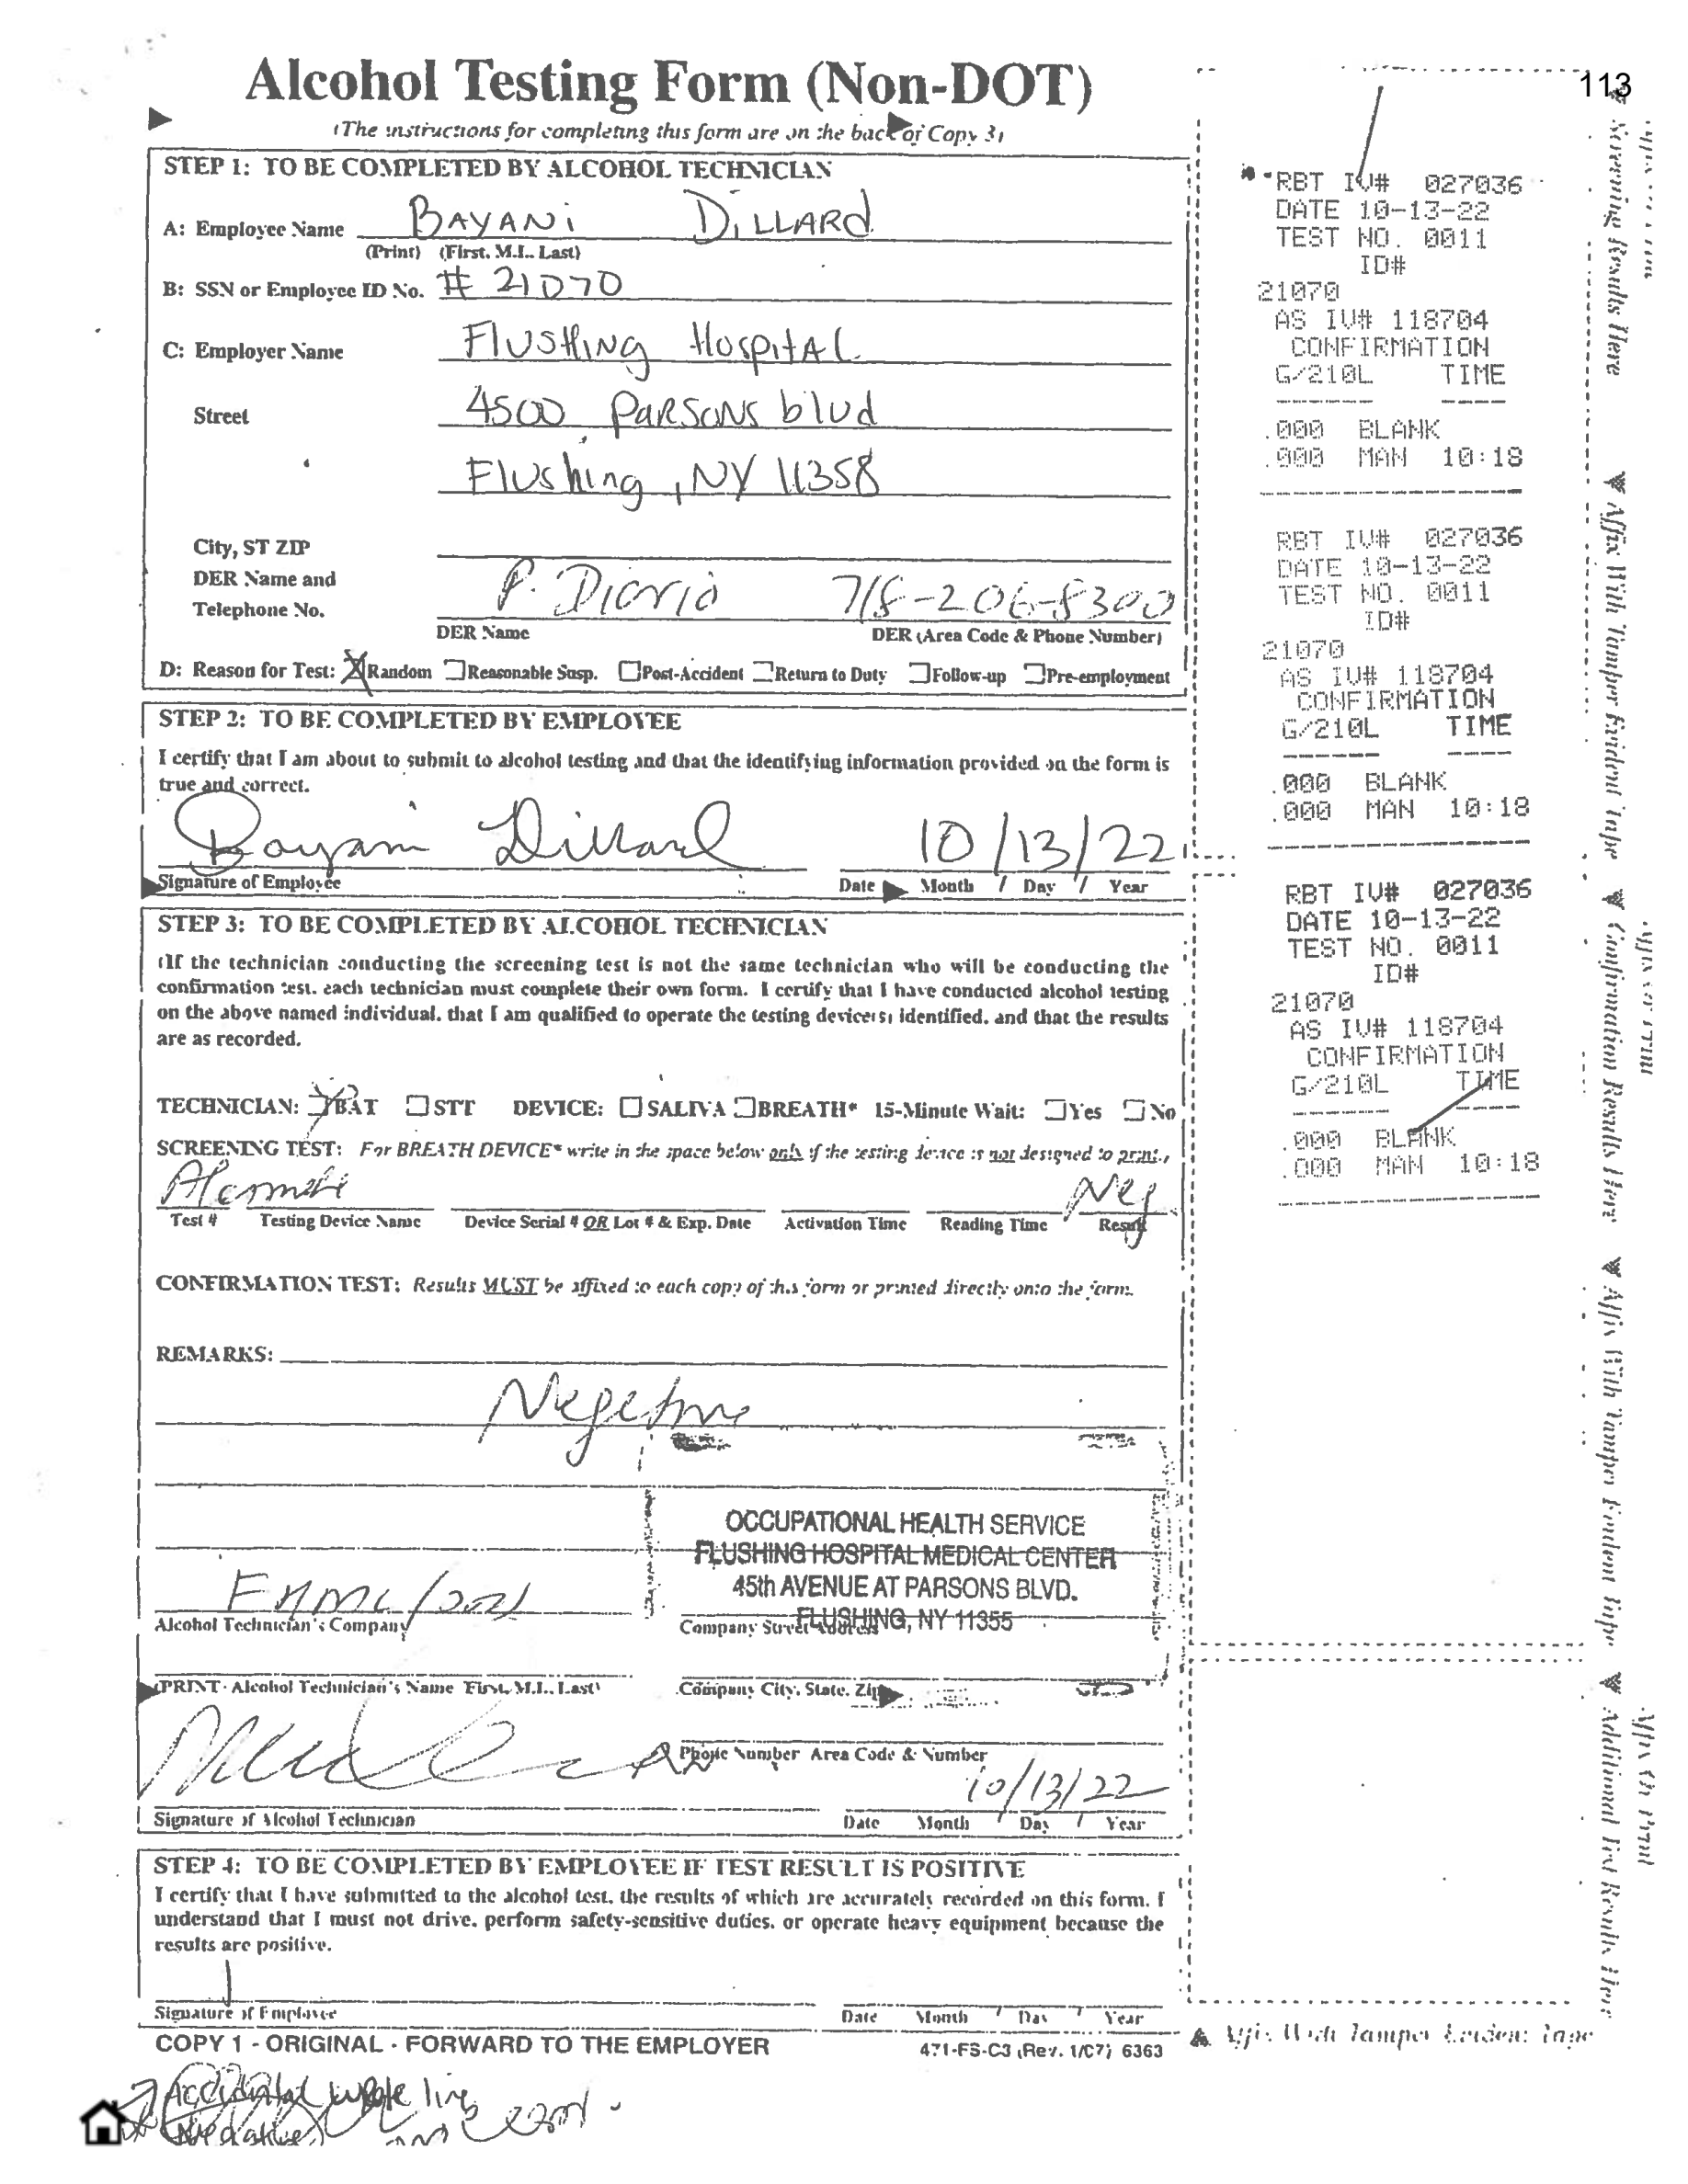 113
Alcohol Testing Form (Non-DOT)
(The instructions for completing this form are on the back of Copy 3)
STEP 1: TO BE COMPLETED BY ALCOHOL TECHNICIAN
A: Employee Name BAYANi DiLLARd
(Print) (First, M.I., Last)
B: SSN or Employee ID No. # 21070
C: Employer Name FlusHiNg HospitAL
Street 4500 PARSONS blvd
Flushing, NY 11358
City, ST ZIP
DER Name and
Telephone No. P. Diorio 718-206-8300
DER Name DER (Area Code & Phone Number)
D: Reason for Test: X Random Reasonable Susp. Post-Accident Return to Duty Follow-up Pre-employment
STEP 2: TO BE COMPLETED BY EMPLOYEE
I certify that I am about to submit to alcohol testing and that the identifying information provided on the form is
true and correct.
Bayani Dillard 10/13/22
Signature of Employee Date Month / Day / Year
STEP 3: TO BE COMPLETED BY ALCOHOL TECHNICIAN
(If the technician conducting the screening test is not the same technician who will be conducting the
confirmation test, each technician must complete their own form. I certify that I have conducted alcohol testing
on the above named individual, that I am qualified to operate the testing device(s) identified, and that the results
are as recorded.
TECHNICIAN: X BAT STT DEVICE: SALIVA BREATH* 15-Minute Wait: Yes No
SCREENING TEST: For BREATH DEVICE* write in the space below only if the testing device is not designed to print.)
Neg
Test # Testing Device Name Device Serial # OR Lot # & Exp. Date Activation Time Reading Time Result
CONFIRMATION TEST: Results MUST be affixed to each copy of this form or printed directly onto the form.
REMARKS:
Negative
OCCUPATIONAL HEALTH SERVICE
FLUSHING HOSPITAL MEDICAL CENTER
45th AVENUE AT PARSONS BLVD.
FLUSHING, NY 11355
Alcohol Technician's Company Company Street Address
(PRINT) Alcohol Technician's Name (First, M.I., Last) Company City, State, Zip
Phone Number (Area Code & Number)
10/13/22
Signature of Alcohol Technician Date Month / Day / Year
STEP 4: TO BE COMPLETED BY EMPLOYEE IF TEST RESULT IS POSITIVE
I certify that I have submitted to the alcohol test, the results of which are accurately recorded on this form. I
understand that I must not drive, perform safety-sensitive duties, or operate heavy equipment because the
results are positive.
Signature of Employee Date Month / Day / Year
COPY 1 - ORIGINAL - FORWARD TO THE EMPLOYER 471-FS-C3 (Rev. 1/07) 6363
Accidental wrote
RBT IV# 027036
DATE 10-13-22
TEST NO. 0011
ID#
21070
AS IV# 118704
CONFIRMATION
G/210L TIME
.000 BLANK
.000 MAN 10:18
RBT IV# 027036
DATE 10-13-22
TEST NO. 0011
ID#
21070
AS IV# 118704
CONFIRMATION
G/210L TIME
.000 BLANK
.000 MAN 10:18
RBT IV# 027036
DATE 10-13-22
TEST NO. 0011
ID#
21070
AS IV# 118704
CONFIRMATION
G/210L TIME
.000 BLANK
.000 MAN 10:18
Screening Results Here
Affix With Tamper Evident Tape
Confirmation Results Here
Affix With Tamper Evident Tape
Additional Test Results Here
Affix With Tamper Evident Tape